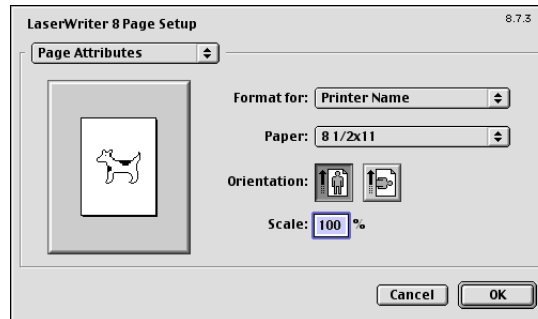 LaserWriter 8 Page Setup
8.7.3
Page Attributes
Format for: Printer Name
Paper: 8 1/2x11
Orientation:
Scale: 100 %
Cancel OK